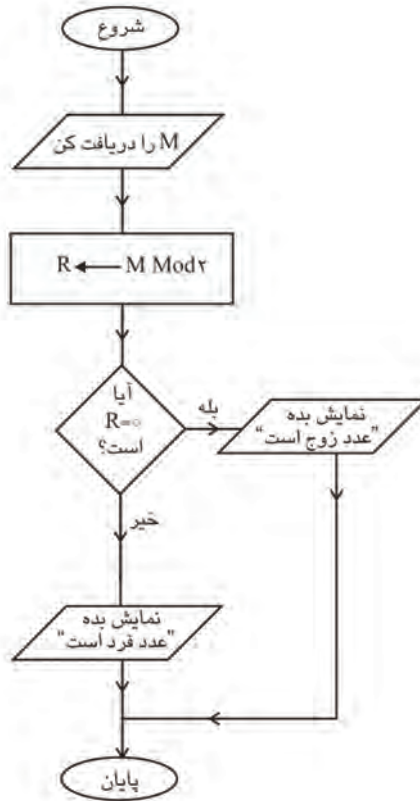 شروع
M را دریافت کن
R ← M Mod۲
آیا
R=۰
است؟
بله
نمایش بده
"عدد زوج است"
خیر
نمایش بده
"عدد فرد است"
پایان